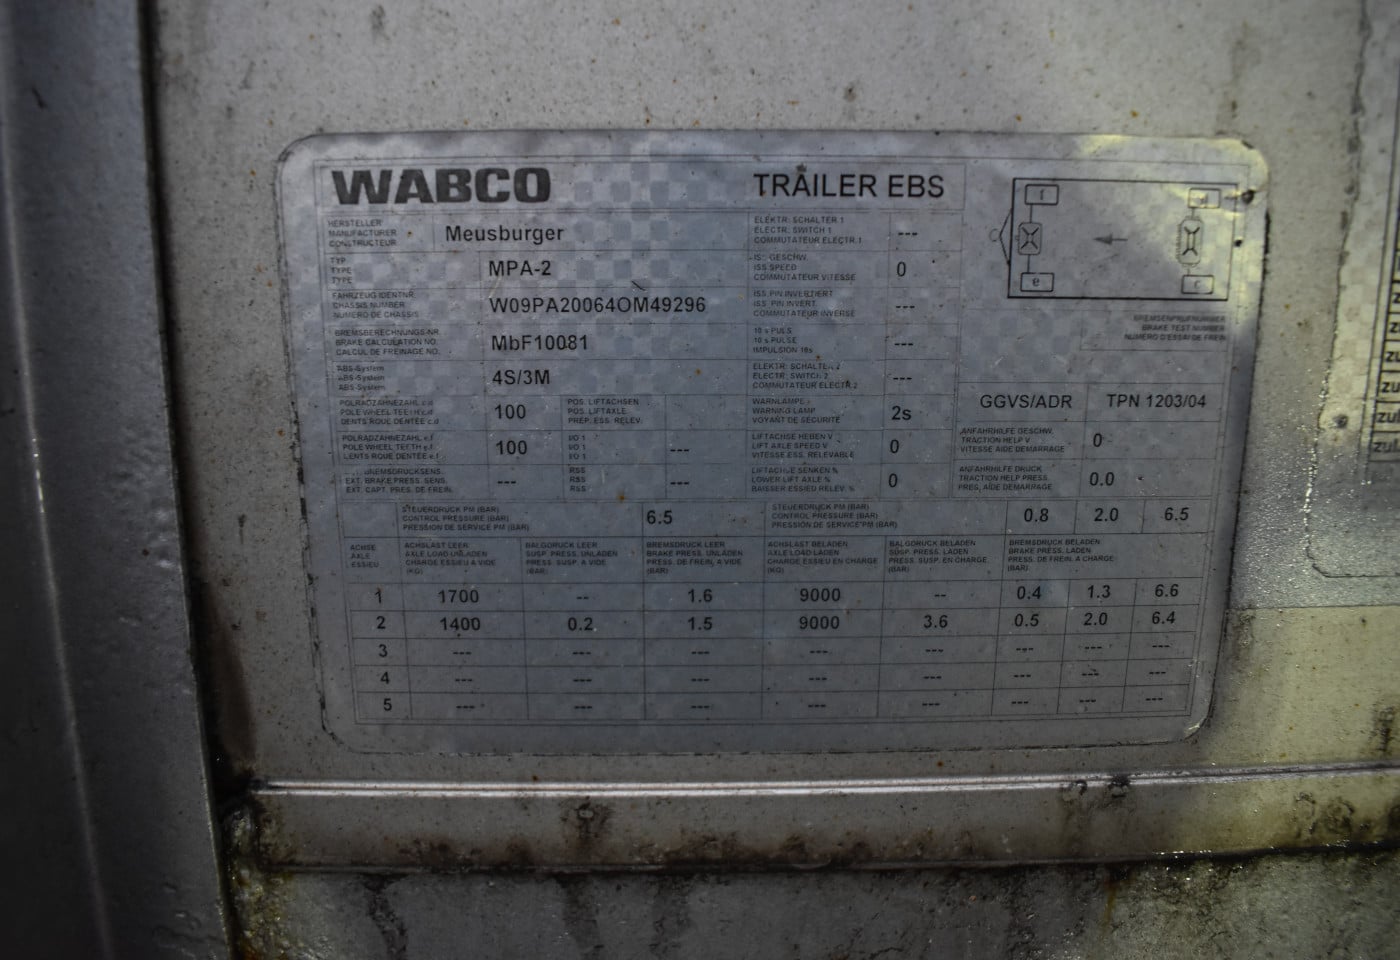 WABCO
TRAILER EBS
HERSTELLER
MANUFACTURER
CONSTRUCTEUR
Meusburger
ELEKTR. SCHALTER 1
ELECTR. SWITCH 1
COMMUTATEUR ELECTR.1
---
TYP
TYPE
TYPE
MPA-2
ISS GESCHW.
ISS SPEED
COMMUTATEUR VITESSE
0
FAHRZEUG IDENTNR.
CHASSIS NUMBER
NUMERO DE CHASSIS
W09PA20064OM49296
ISS PIN INVERTIERT
ISS PIN INVERT.
COMMUTATEUR INVERSE
---
BREMSBERECHNUNGS-NR.
BRAKE CALCULATION NO.
CALCUL DE FREINAGE NO.
MbF10081
10 s PULS
10 s PULSE
IMPULSION 10s
---
ABS-System
ABS-System
ABS-System
4S/3M
ELEKTR. SCHALTER 2
ELECTR. SWITCH 2
COMMUTATEUR ELECTR.2
---
POLRADZAHNEZAHL c.d
POLE WHEEL TEETH c.d
DENTS ROUE DENTEE c.d
100
POS. LIFTACHSEN
POS. LIFTAXLE
PREP. ESS. RELEV.
WARNLAMPE
WARNING LAMP
VOYANT DE SECURITE
2s
POLRADZAHNEZAHL e.f
POLE WHEEL TEETH e.f
LENTS ROUE DENTEE e.f
100
I/O 1
I/O 1
I/O 1
---
LIFTACHSE HEBEN V
LIFT AXLE SPEED V
VITESSE ESS. RELEVABLE
0
BREMSDRUCKSENS.
EXT. BRAKE PRESS. SENS.
EXT. CAPT. PRES. DE FREIN.
---
RSS
RSS
RSS
---
LIFTACHSE SENKEN %
LOWER LIFT AXLE %
BAISSER ESSIED RELEV. %
0
f
e
c
BREMSENPRUFNUMMER
BRAKE TEST NUMBER
NUMERO D'ESSAI DE FREIN
GGVS/ADR
TPN 1203/04
ANFAHRHILFE GESCHW.
TRACTION HELP V
VITESSE AIDE DEMARRAGE
0
ANFAHRHILFE DRUCK
TRACTION HELP PRESS.
PRES. AIDE DEMARRAGE
0.0
STEUERDRUCK PM (BAR)
CONTROL PRESSURE (BAR)
PRESSION DE SERVICE PM (BAR)
6.5
STEUERDRUCK PM (BAR)
CONTROL PRESSURE (BAR)
PRESSION DE SERVICE PM (BAR)
0.8 2.0 6.5
ACHSE
AXLE
ESSIEU
ACHSLAST LEER
AXLE LOAD UNLADEN
CHARGE ESSIEU A VIDE
(KG)
BALGDRUCK LEER
SUSP. PRESS. UNLADEN
PRESS. SUSP. A VIDE
(BAR)
BREMSDRUCK LEER
BRAKE PRESS. UNLADEN
PRESS. DE FREIN. A VIDE
(BAR)
ACHSLAST BELADEN
AXLE LOAD LADEN
CHARGE ESSIEU EN CHARGE
(KG)
BALGDRUCK BELADEN
SUSP. PRESS. LADEN
PRESS. SUSP. EN CHARGE
(BAR)
BREMSDRUCK BELADEN
BRAKE PRESS. LADEN
PRESS. DE FREIN. A CHARGE
(BAR)
1 1700 -- 1.6 9000 -- 0.4 1.3 6.6
2 1400 0.2 1.5 9000 3.6 0.5 2.0 6.4
3 --- --- --- --- --- --- --- ---
4 --- --- --- --- --- --- --- ---
5 --- --- --- --- --- --- --- ---